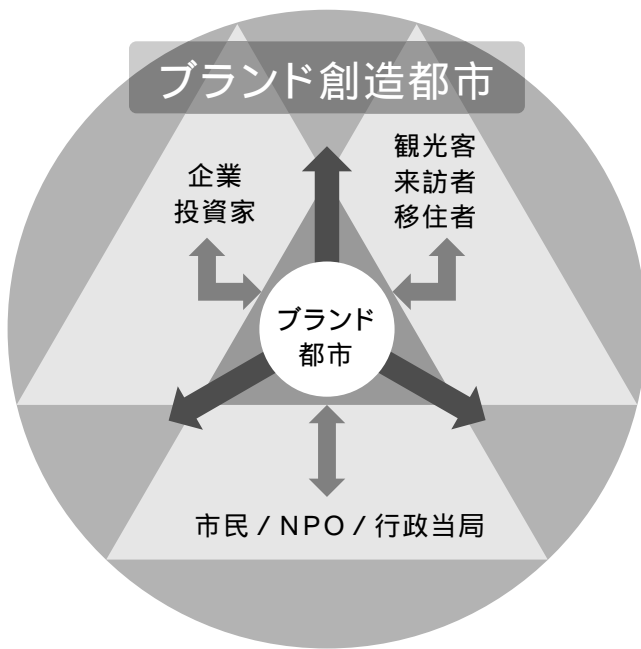 ブランド創造都市
企業
投資家
観光客
来訪者
移住者
ブランド
都市
市民 / NPO / 行政当局